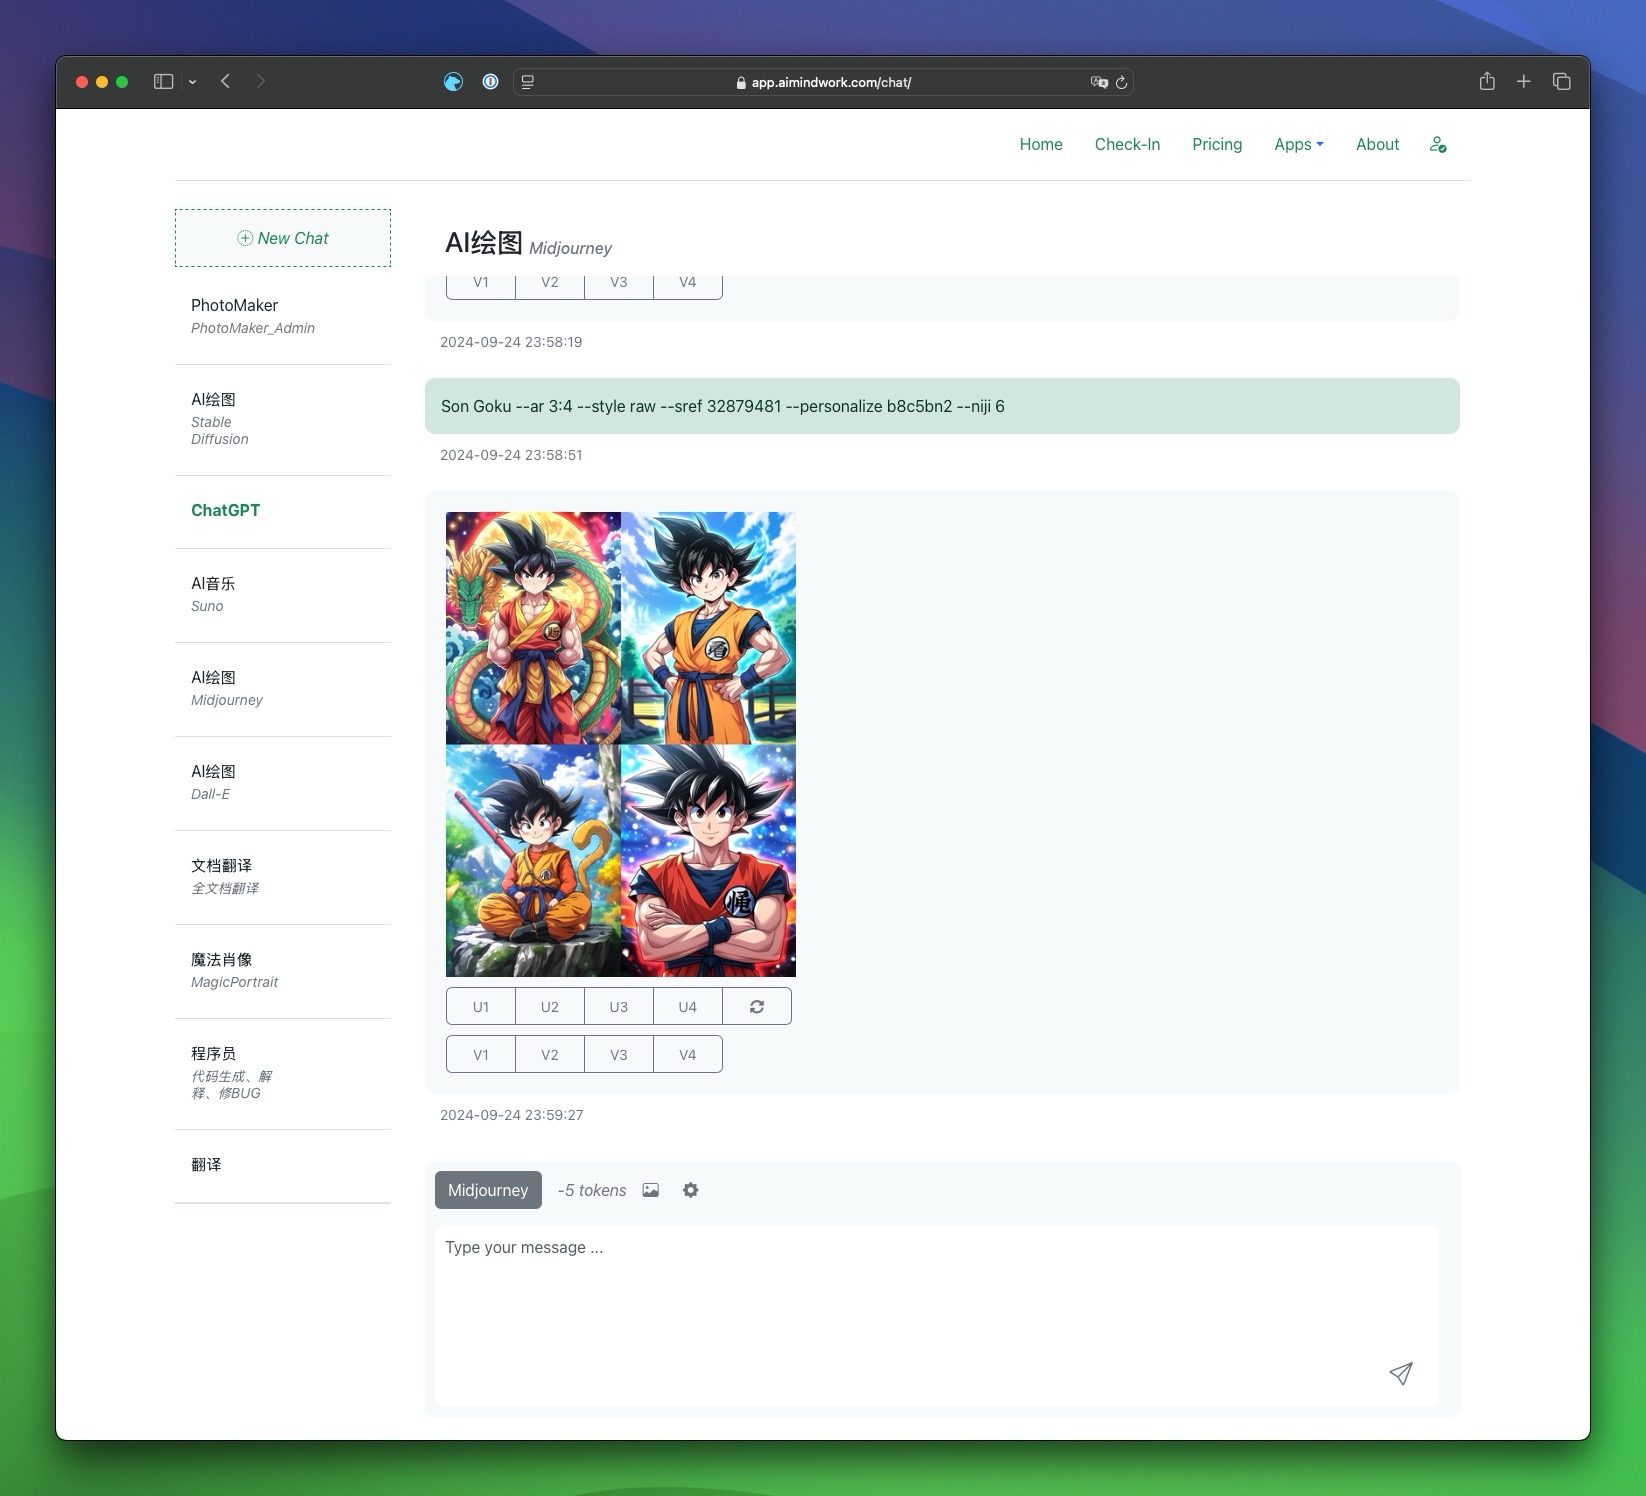 app.aimindwork.com/chat/
Home Check-In Pricing Apps About
New Chat
PhotoMaker
PhotoMaker_Admin
AI绘图
Stable
Diffusion
ChatGPT
AI音乐
Suno
AI绘图
Midjourney
AI绘图
Dall-E
文档翻译
全文档翻译
魔法肖像
MagicPortrait
程序员
代码生成、解
释、修BUG
翻译
AI绘图 Midjourney
V1 V2 V3 V4
2024-09-24 23:58:19
Son Goku --ar 3:4 --style raw --sref 32879481 --personalize b8c5bn2 --niji 6
2024-09-24 23:58:51
U1 U2 U3 U4
V1 V2 V3 V4
2024-09-24 23:59:27
Midjourney -5 tokens
Type your message ...